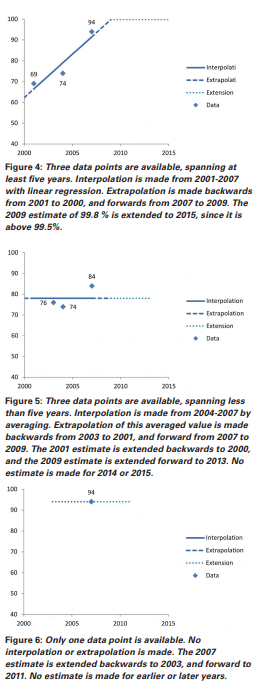 100
94
90
80
69
74
70
60
50
40
2000
2005
2010
2015
Interpolati
Extrapolati
Extension
Data
Figure 4: Three data points are available, spanning at
least five years. Interpolation is made from 2001-2007
with linear regression. Extrapolation is made backwards
from 2001 to 2000, and forwards from 2007 to 2009. The
2009 estimate of 99.8 % is extended to 2015, since it is
above 99.5%.
100
90
84
80
76
74
70
60
50
40
2000
2005
2010
2015
Interpolation
Extrapolation
Extension
Data
Figure 5: Three data points are available, spanning less
than five years. Interpolation is made from 2004-2007 by
averaging. Extrapolation of this averaged value is made
backwards from 2003 to 2001, and forward from 2007 to
2009. The 2001 estimate is extended backwards to 2000,
and the 2009 estimate is extended forward to 2013. No
estimate is made for 2014 or 2015.
100
94
90
80
70
60
50
40
2000
2005
2010
2015
Interpolation
Extrapolation
Extension
Data
Figure 6: Only one data point is available. No
interpolation or extrapolation is made. The 2007
estimate is extended backwards to 2003, and forward to
2011. No estimate is made for earlier or later years.